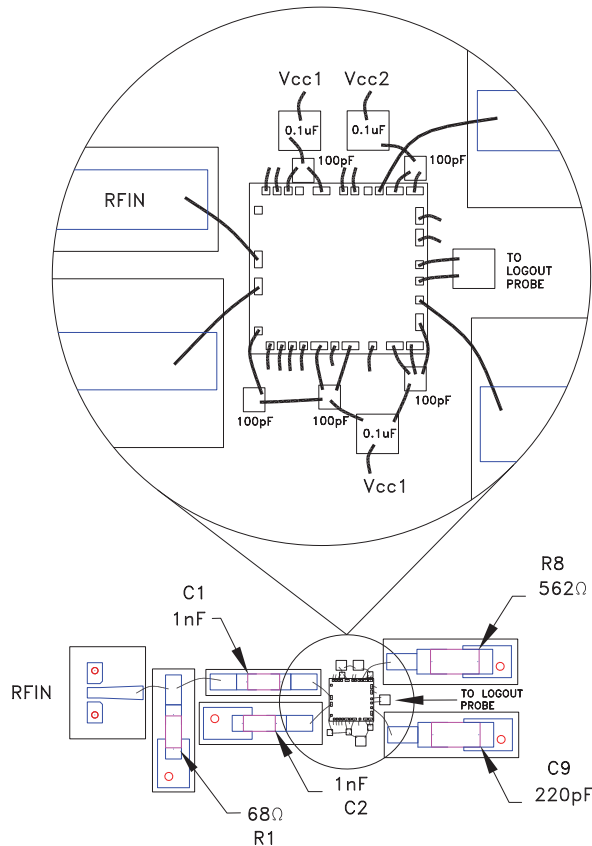 Vcc1
Vcc2
0.1uF
0.1uF
100pF
100pF
RFIN
TO
LOGOUT
PROBE
100pF
100pF
100pF
0.1uF
Vcc1
R8
562Ω
C1
1nF
RFIN
TO LOGOUT
PROBE
1nF
C2
C9
220pF
68Ω
R1